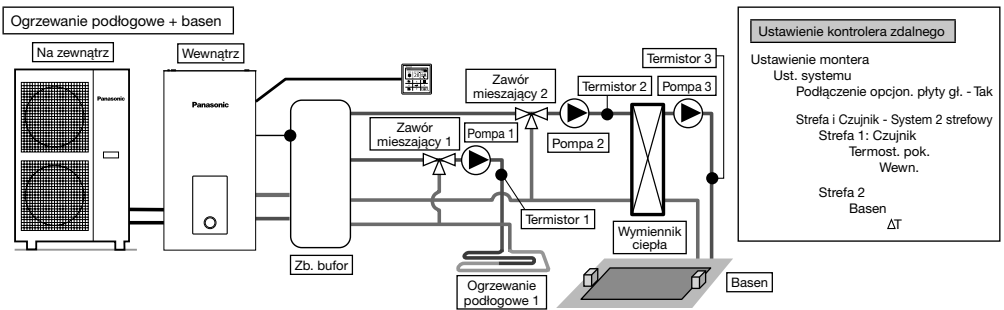 Ogrzewanie podłogowe + basen
Na zewnątrz
Wewnątrz
Panasonic
Panasonic
Zawór
mieszający 2
Termistor 2
Termistor 3
Pompa 3
Zawór
mieszający 1
Pompa 1
Pompa 2
Termistor 1
Wymiennik
ciepła
Zb. bufor
Ogrzewanie
podłogowe 1
Basen
Ustawienie kontrolera zdalnego
Ustawienie montera
Ust. systemu
Podłączenie opcjon. płyty gł. - Tak
Strefa i Czujnik - System 2 strefowy
Strefa 1: Czujnik
Termost. pok.
Wewn.
Strefa 2
Basen
ΔT